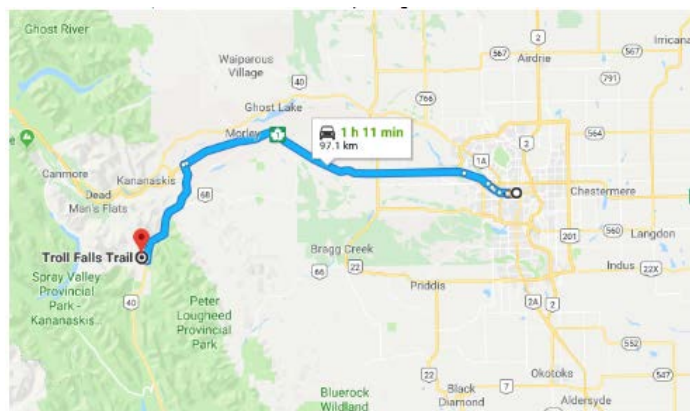 Ghost River
Waiparous
Village
40
766
567
2
Airdrie
567
Irricana
791
Ghost Lake
Morley
1
1 h 11 min
97.1 km
564
1A
2
Canmore
Kananaskis
Dead
Man's Flats
68
Chestermere
Troll Falls Trail
Spray Valley
Provincial
Park -
Kananaskis...
40
Peter
Lougheed
Provincial
Park
Bragg Creek
66
22
Priddis
201
560
Langdon
Indus
22X
2A
2
552
22
7
Okotoks
547
Black
Diamond
Aldersyde
Bluerock
Wildland